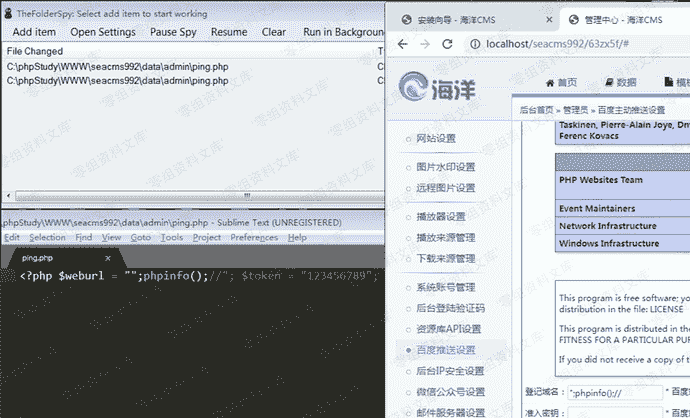 TheFolderSpy: Select add item to start working
Add item Open Settings Pause Spy Resume Clear Run in Background
File Changed
C:\phpStudy\WWW\seacms992\data\admin\ping.php
C:\phpStudy\WWW\seacms992\data\admin\ping.php
phpStudy\WWW\seacms992\data\admin\ping.php - Sublime Text (UNREGISTERED)
Edit Selection Find View Goto Tools Project Preferences Help
ping.php
<?php $weburl = "";phpinfo();//"; $token = "123456789";
安装向导 - 海洋CMS
管理中心 - 海洋CMS
localhost/seacms992/63zx5f/#
海洋
首页
数据
后台首页 » 管理员 » 百度主动推送设置
网站设置
图片水印设置
远程图片设置
播放器设置
播放来源管理
下载来源管理
系统账号管理
后台登陆验证码
资源库API设置
百度推送设置
后台IP安全设置
微信公众号设置
邮件服务器设置
Taskinen, Pierre-Alain Joye, Dm
Ferenc Kovacs
PHP Websites Team
Event Maintainers
Network Infrastructure
Windows Infrastructure
This program is free software; yo
distribution in the file: LICENSE
This program is distributed in the
FITNESS FOR A PARTICULAR PUR
If you did not receive a copy of t
登记域名： ";phpinfo();// * 百度
准入密钥： * 百度
零组资料文库